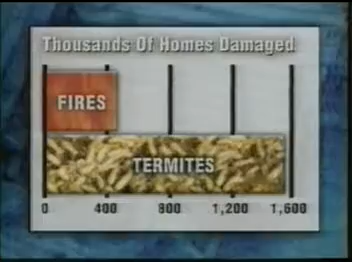 Thousands Of Homes Damaged
FIRES
TERMITES
0 400 800 1,200 1,600